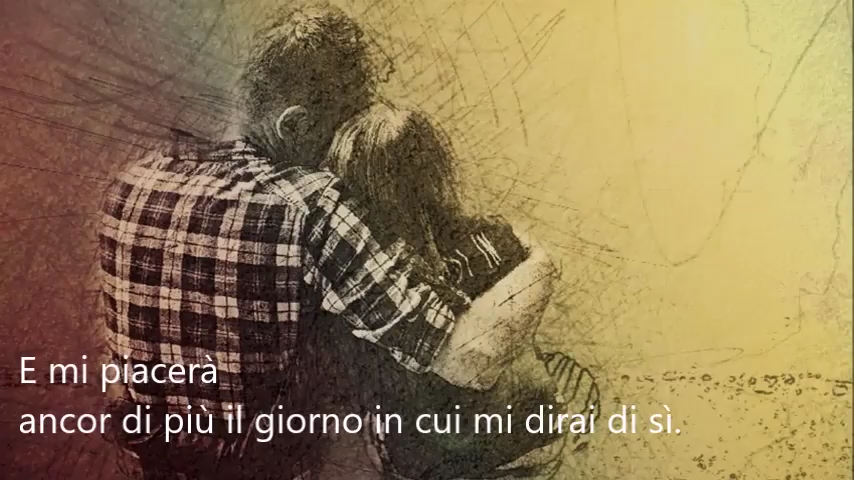 E mi piacerà
ancor di più il giorno in cui mi dirai di sì.